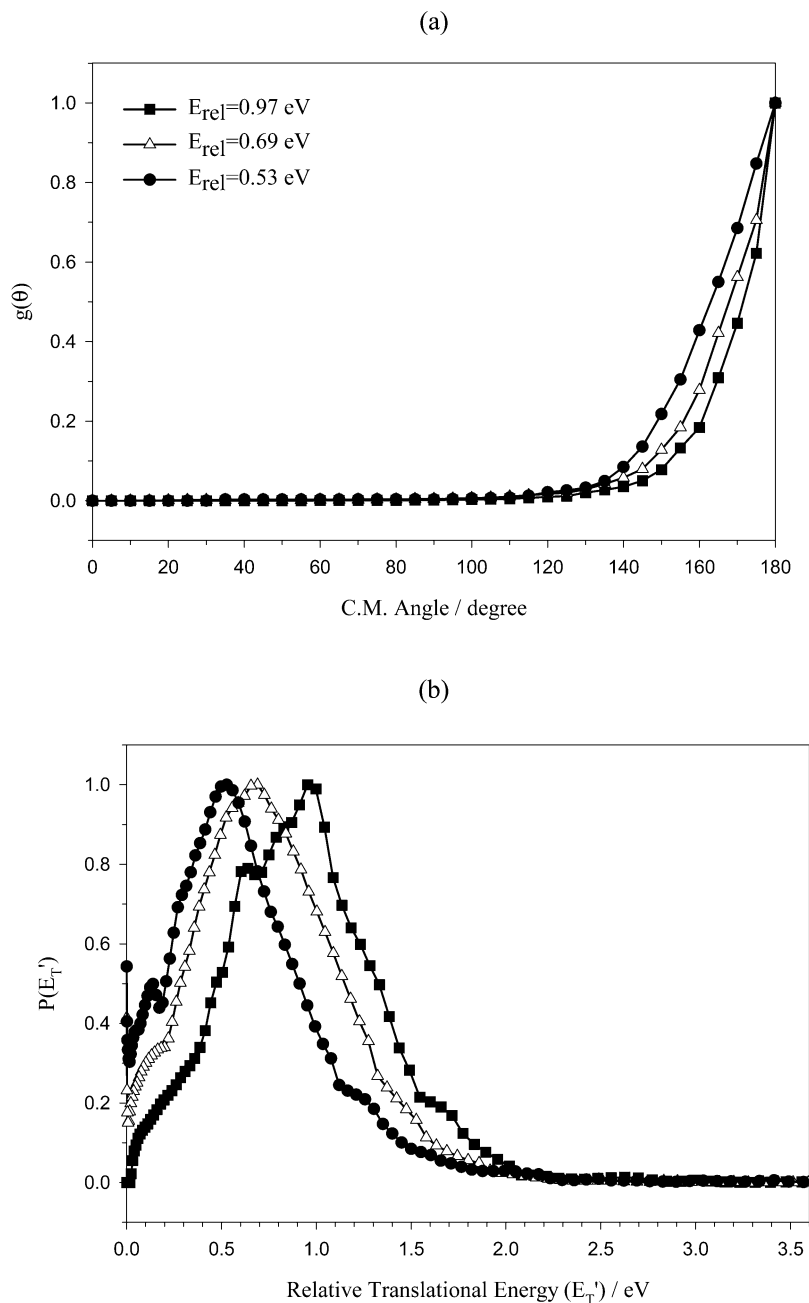 (a)
g(θ)
1.0
0.8
0.6
0.4
0.2
0.0
E_rel=0.97 eV
E_rel=0.69 eV
E_rel=0.53 eV
0 20 40 60 80 100 120 140 160 180
C.M. Angle / degree
(b)
P(E_T')
1.0
0.8
0.6
0.4
0.2
0.0
0.0 0.5 1.0 1.5 2.0 2.5 3.0 3.5
Relative Translational Energy (E_T') / eV